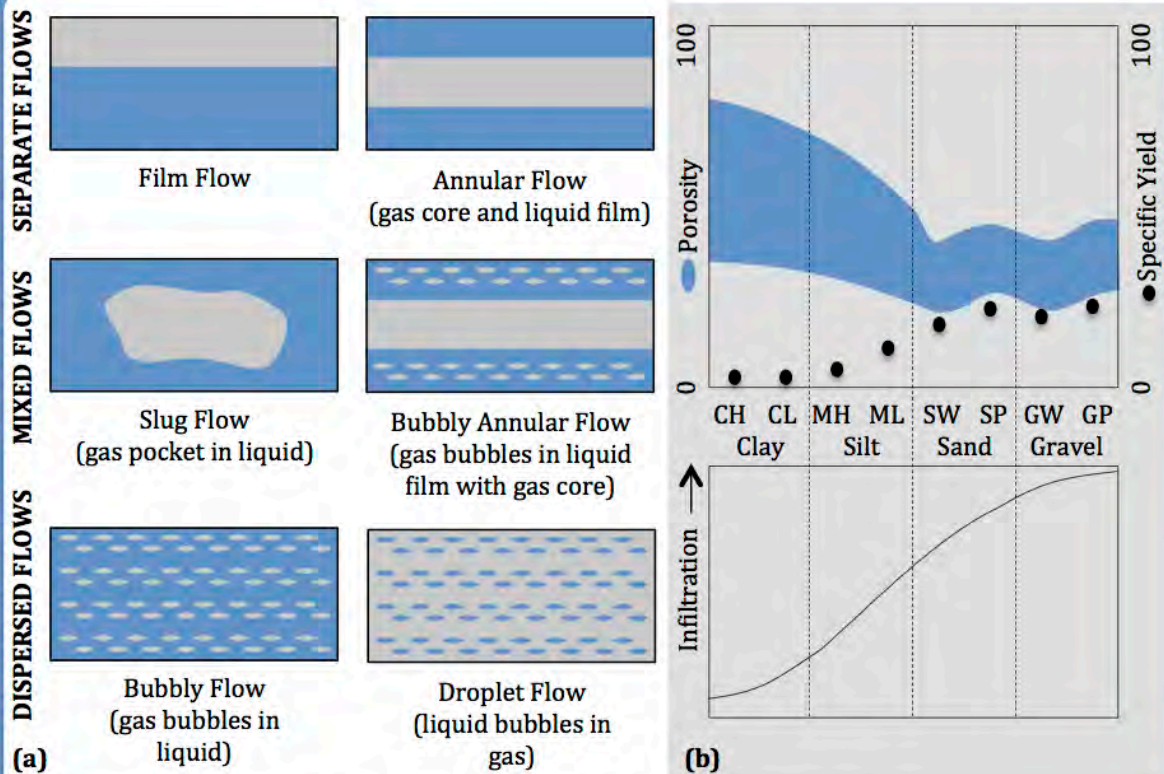 SEPARATE FLOWS
Film Flow
Annular Flow
(gas core and liquid film)
MIXED FLOWS
Slug Flow
(gas pocket in liquid)
Bubbly Annular Flow
(gas bubbles in liquid
film with gas core)
DISPERSED FLOWS
Bubbly Flow
(gas bubbles in
liquid)
Droplet Flow
(liquid bubbles in
gas)
(a)
100
Porosity
0
100
Specific Yield
0
CH CL MH ML SW SP GW GP
Clay Silt Sand Gravel
Infiltration
(b)